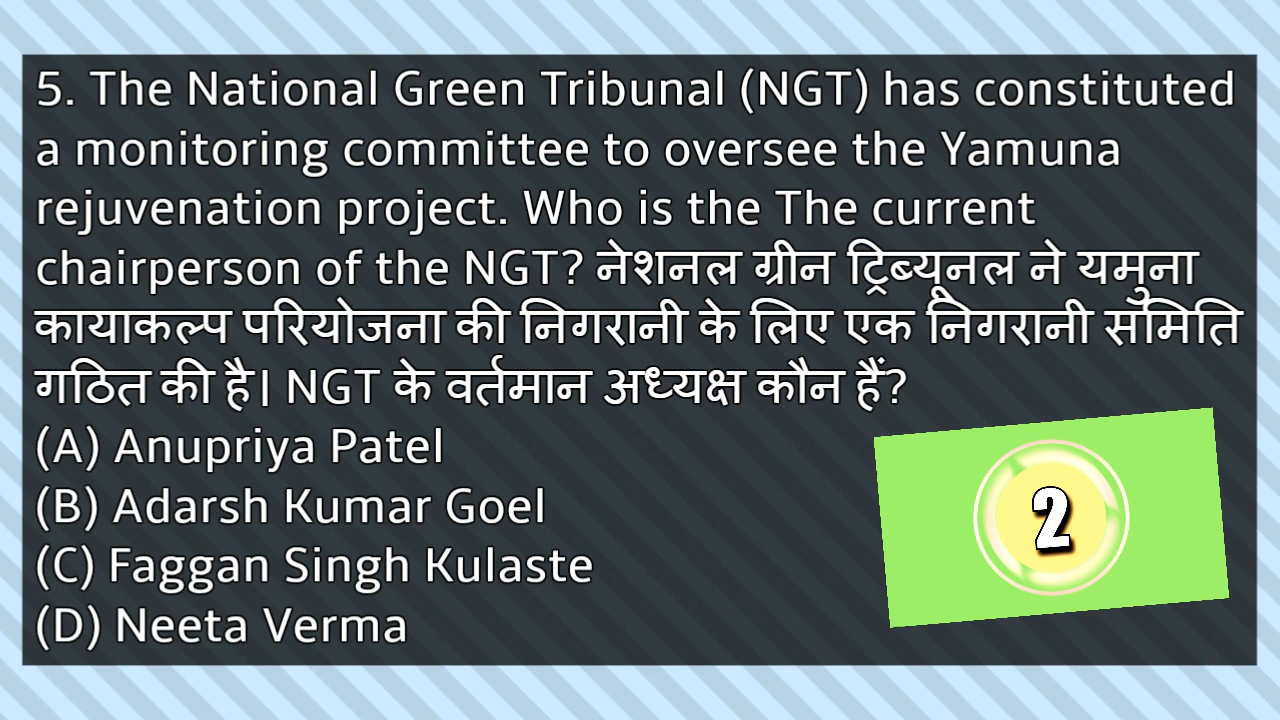 5. The National Green Tribunal (NGT) has constituted
a monitoring committee to oversee the Yamuna
rejuvenation project. Who is the The current
chairperson of the NGT? नेशनल ग्रीन ट्रिब्यूनल ने यमुना
कायाकल्प परियोजना की निगरानी के लिए एक निगरानी समिति
गठित की है| NGT के वर्तमान अध्यक्ष कौन हैं?
(A) Anupriya Patel
(B) Adarsh Kumar Goel
(C) Faggan Singh Kulaste
(D) Neeta Verma
2